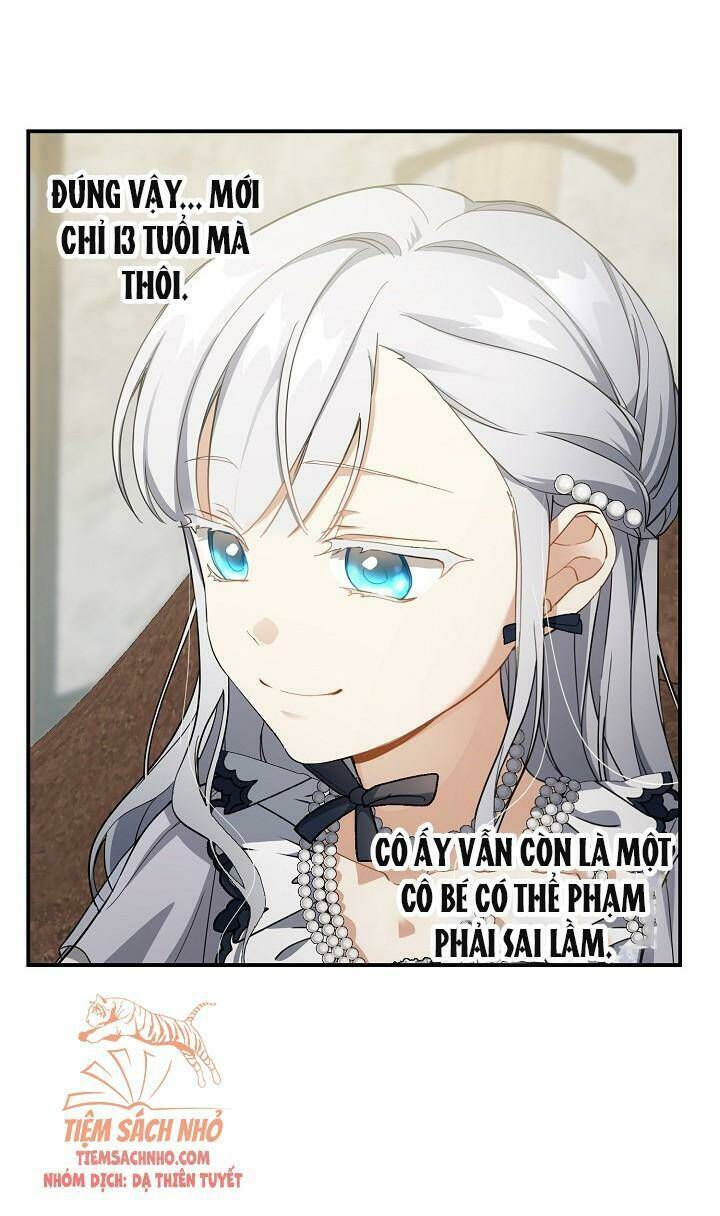 ĐÚNG VẬY... MỚI
CHỈ 13 TUỔI MÀ
THÔI.
CÔ ẤY VẪN CÒN LÀ MỘT
CÔ BÉ CÓ THỂ PHẠM
PHẢI SAI LẦM.
TIỆM SÁCH NHỎ
TIEMSACHNHO.COM
NHÓM DỊCH: DẠ THIÊN TUYẾT